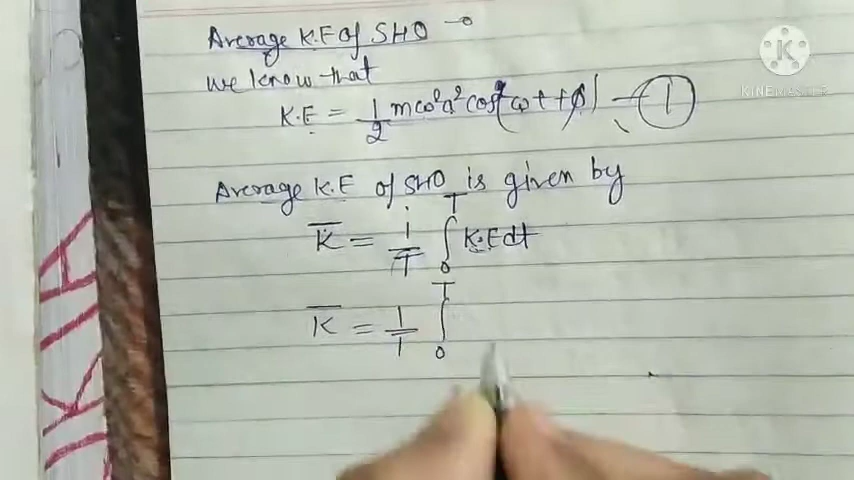 Average K.E of SHO →
we know that
K.E = 1/2 mω²a² cos²(ωt+φ) — ①
Average K.E of SHO is given by
K̅ = 1/T ∫₀ᵀ K.E dt
K̅ = 1/T ∫₀ᵀ
KINEMASTER